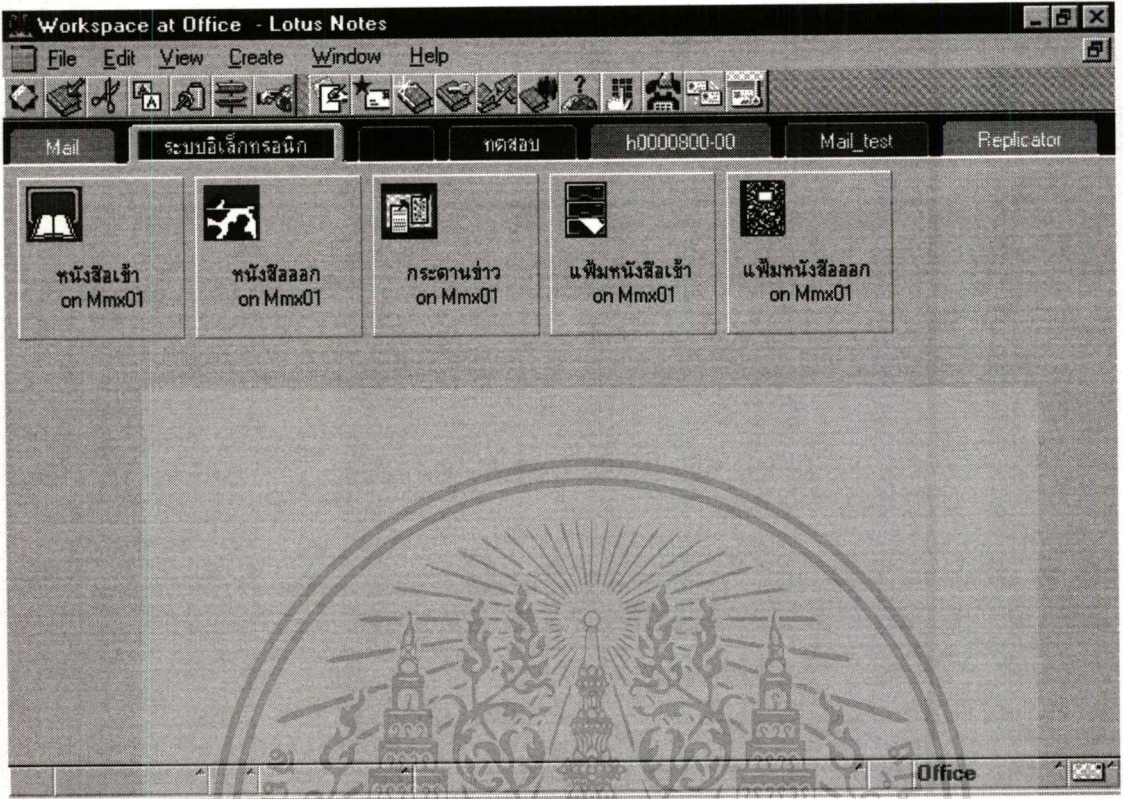 Workspace at Office - Lotus Notes
File Edit View Create Window Help
Mail ระบบอิเล็กทรอนิก ทดสอบ h0000800-00 Mail_test Replicator
หนังสือเข้า
on Mmx01
หนังสือออก
on Mmx01
กระดานข่าว
on Mmx01
แฟ้มหนังสือเข้า
on Mmx01
แฟ้มหนังสือออก
on Mmx01
Office